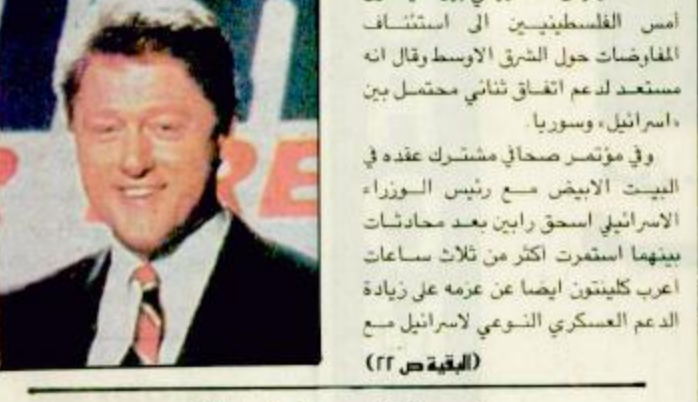 أمس الفلسطينيين الى استئناف
المفاوضات حول الشرق الاوسط وقال انه
مستعد لدعم اتفاق ثنائي محتمل بين
«اسرائيل» وسوريا.
وفي مؤتمر صحافي مشترك عقده في
البيت الابيض مع رئيس الوزراء
الاسرائيلي اسحق رابين بعد محادثات
بينهما استمرت اكثر من ثلاث ساعات
أعرب كلينتون ايضا عن عزمه على زيادة
الدعم العسكري النوعي لاسرائيل مع
(البقية ص ٢٢)
RE